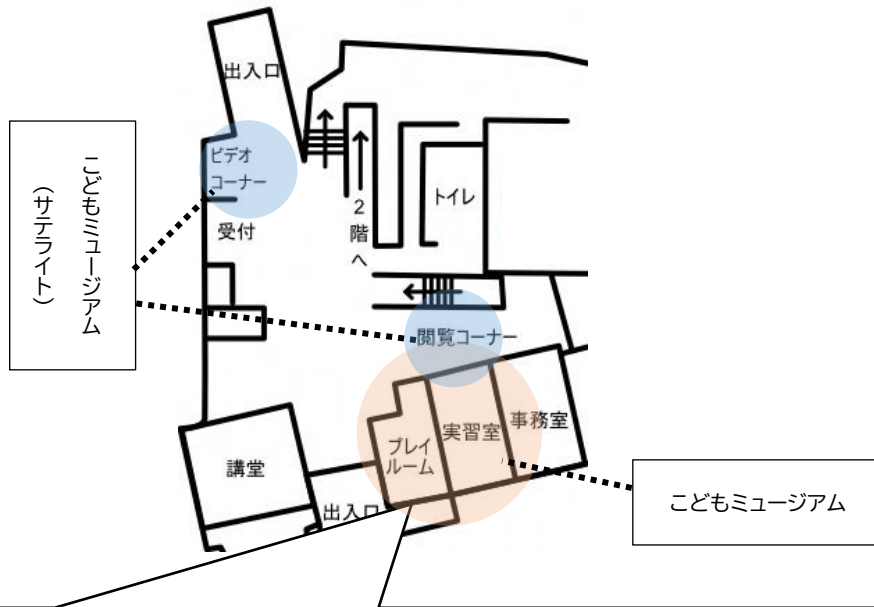 出入口
ビデオ
コーナー
受付
2階へ
トイレ
こどもミュージアム
(サテライト)
閲覧コーナー
プレイ
ルーム
実習室
事務室
講堂
出入口
こどもミュージアム